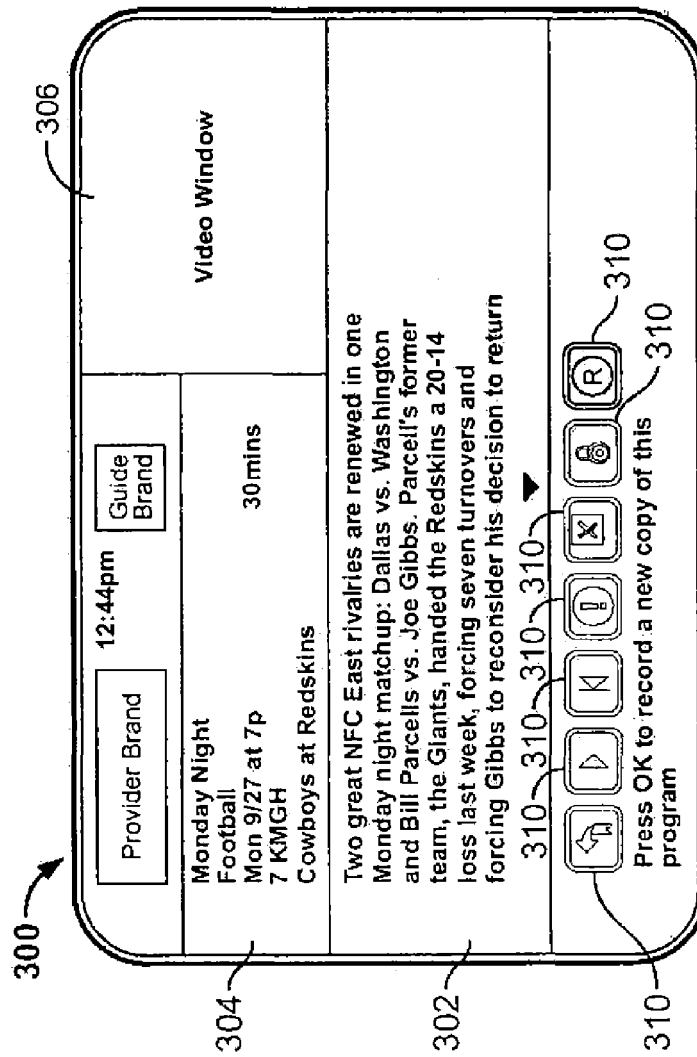 300
306
Provider Brand
12:44pm
Guide
Brand
Video Window
304
Monday Night
Football
30mins
Mon 9/27 at 7p
7 KMGH
Cowboys at Redskins
302
Two great NFC East rivalries are renewed in one
Monday night matchup: Dallas vs. Washington
and Bill Parcells vs. Joe Gibbs. Parcell's former
team, the Giants, handed the Redskins a 20-14
loss last week, forcing seven turnovers and
forcing Gibbs to reconsider his decision to return
310
310
310
310
310
R
310
310
Press OK to record a new copy of this
program